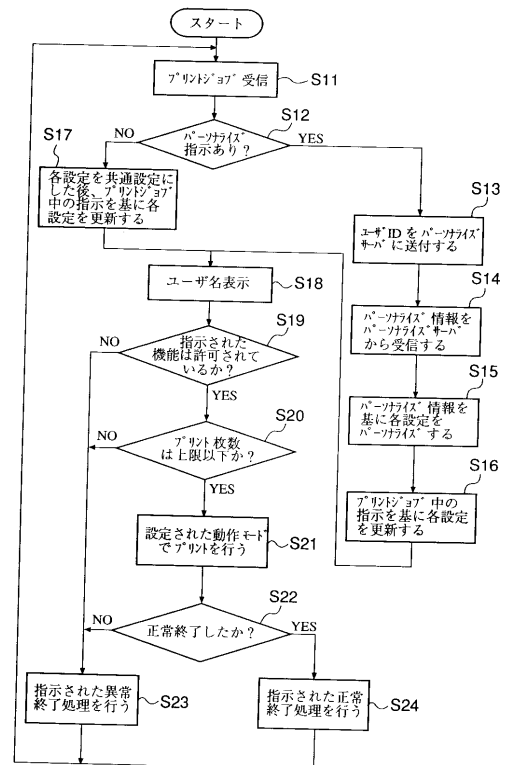 スタート
プリントジョブ 受信
S11
S12
パーソナライズ
指示あり？
NO
YES
S17
各設定を共通設定に
した後、プリントジョブ
中の指示を基に各
設定を更新する
S13
ユーザIDをパーソナライズ
サーバに送付する
S14
パーソナライズ情報を
パーソナライズサーバ
から受信する
S15
パーソナライズ情報を
基に各設定を
パーソナライズする
S16
プリントジョブ中の
指示を基に各設定
を更新する
ユーザ名表示
S18
S19
指示された
機能は許可されて
いるか？
NO
YES
S20
プリント枚数
は上限以下か？
NO
YES
設定された動作モード
でプリントを行う
S21
S22
正常終了したか？
NO
YES
指示された異常
終了処理を行う
S23
指示された正常
終了処理を行う
S24